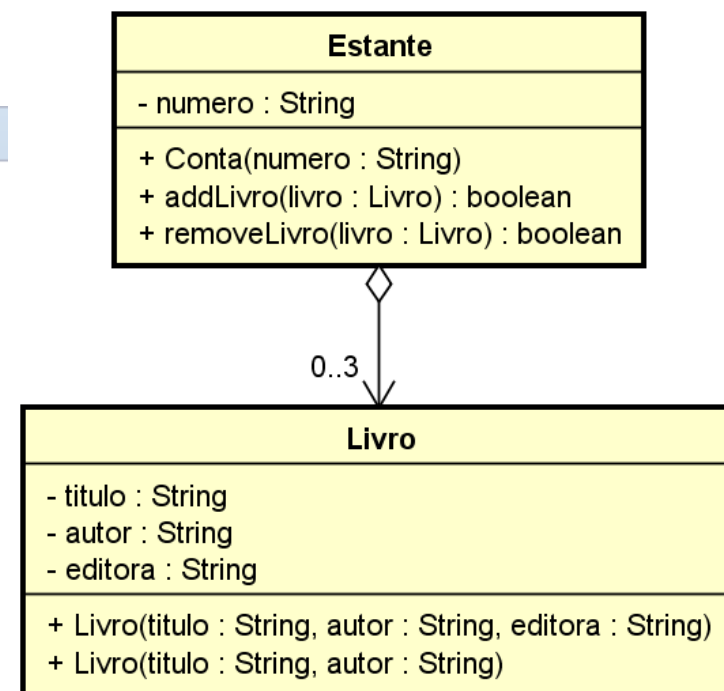 Estante
- numero : String
+ Conta(numero : String)
+ addLivro(livro : Livro) : boolean
+ removeLivro(livro : Livro) : boolean
0..3
Livro
- titulo : String
- autor : String
- editora : String
+ Livro(titulo : String, autor : String, editora : String)
+ Livro(titulo : String, autor : String)